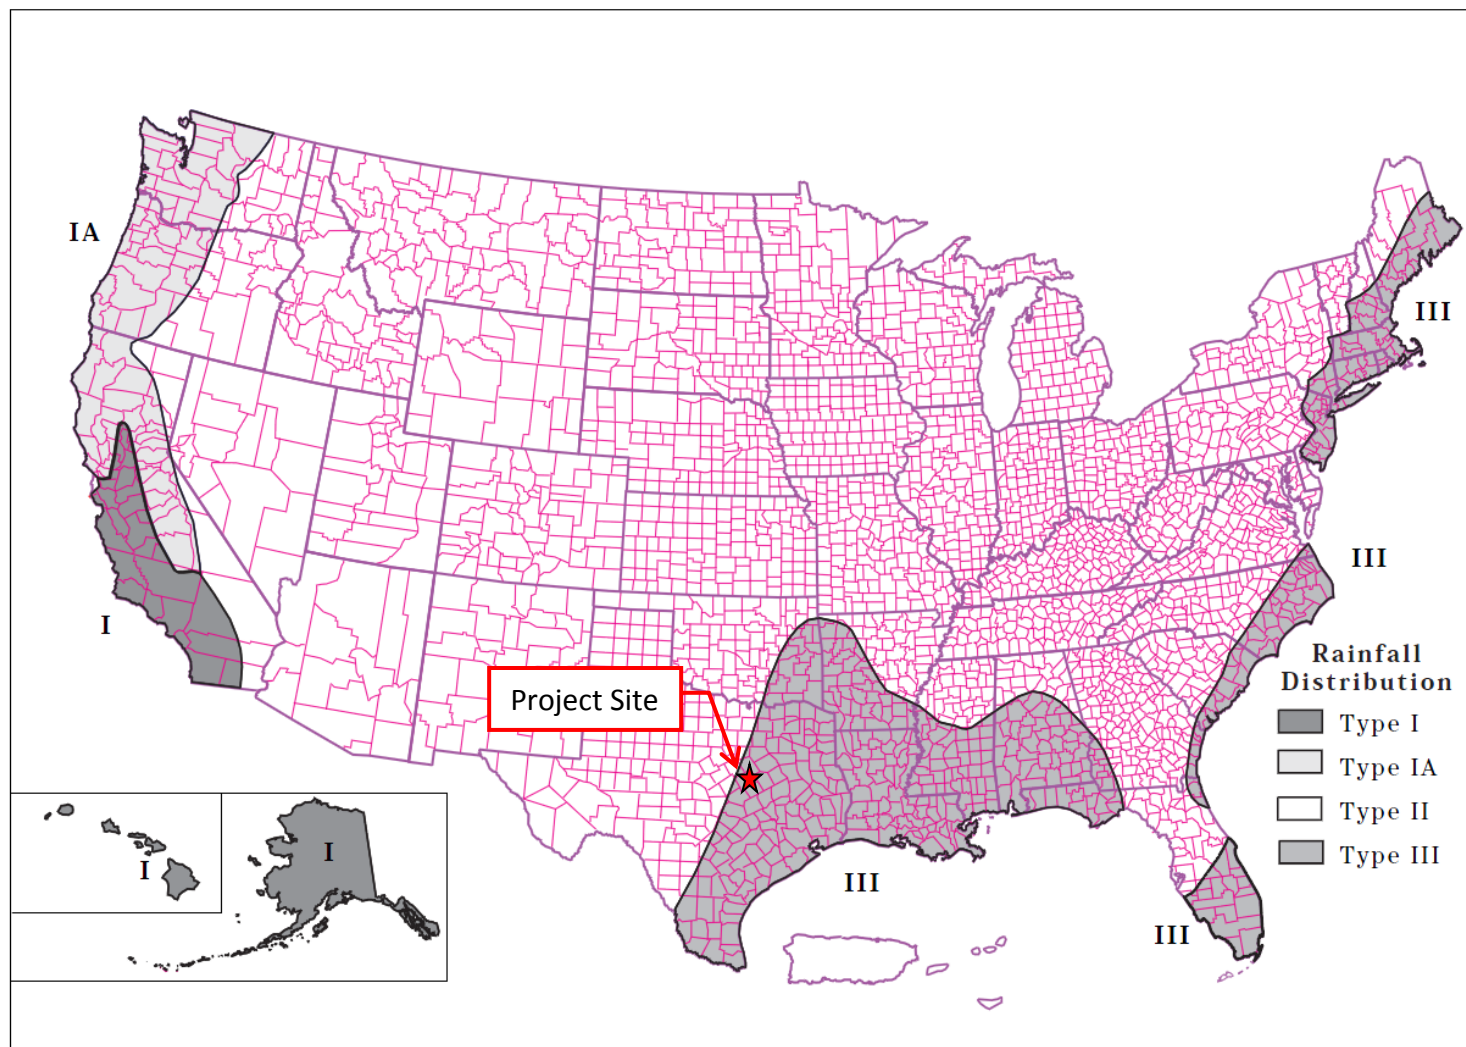 IA
III
III
I
Project Site
Rainfall
Distribution
Type I
Type IA
Type II
Type III
I
I
III
III